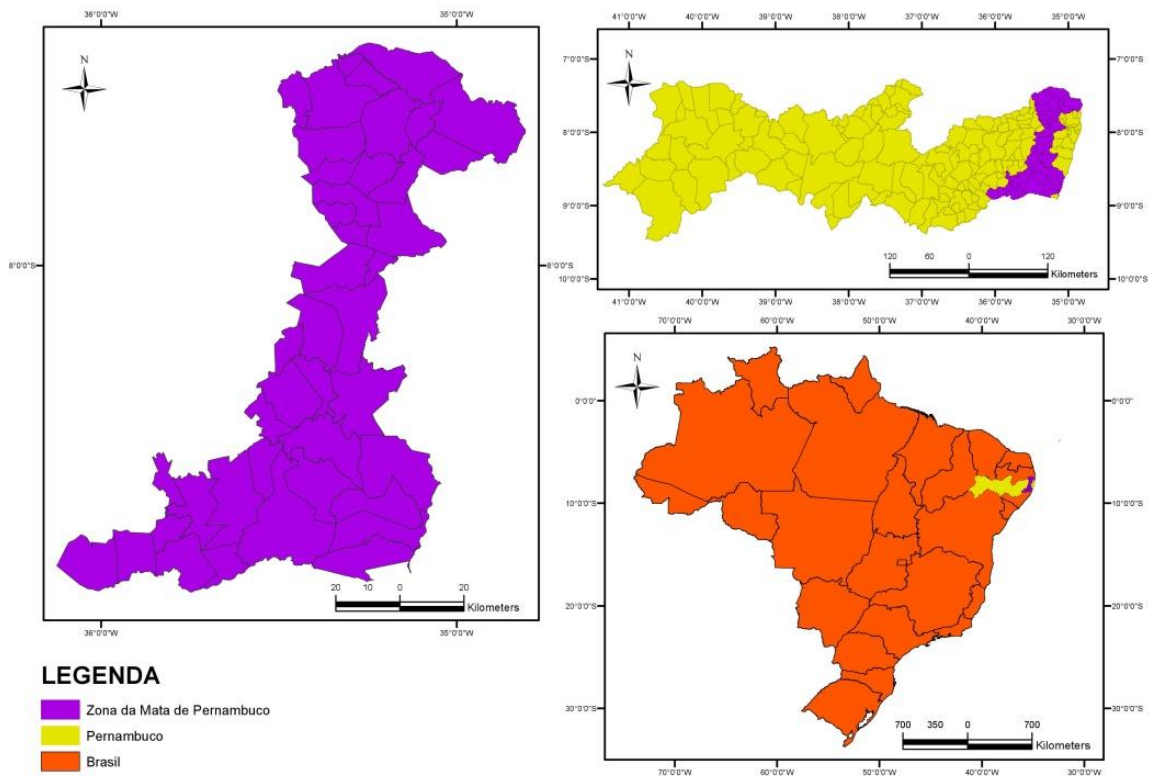 36°0'0"W 35°0'0"W
N
8°0'0"S 8°0'0"S
20 10 0 20
Kilometers
36°0'0"W 35°0'0"W
41°0'0"W 40°0'0"W 39°0'0"W 38°0'0"W 37°0'0"W 36°0'0"W 35°0'0"W
N
7°0'0"S 7°0'0"S
8°0'0"S 8°0'0"S
9°0'0"S 9°0'0"S
120 60 0 120
Kilometers
10°0'0"S 10°0'0"S
41°0'0"W 40°0'0"W 39°0'0"W 38°0'0"W 37°0'0"W 36°0'0"W 35°0'0"W
70°0'0"W 60°0'0"W 50°0'0"W 40°0'0"W 30°0'0"W
N
0°0'0" 0°0'0"
10°0'0"S 10°0'0"S
20°0'0"S 20°0'0"S
30°0'0"S 30°0'0"S
700 350 0 700
Kilometers
70°0'0"W 60°0'0"W 50°0'0"W 40°0'0"W 30°0'0"W
LEGENDA
Zona da Mata de Pernambuco
Pernambuco
Brasil